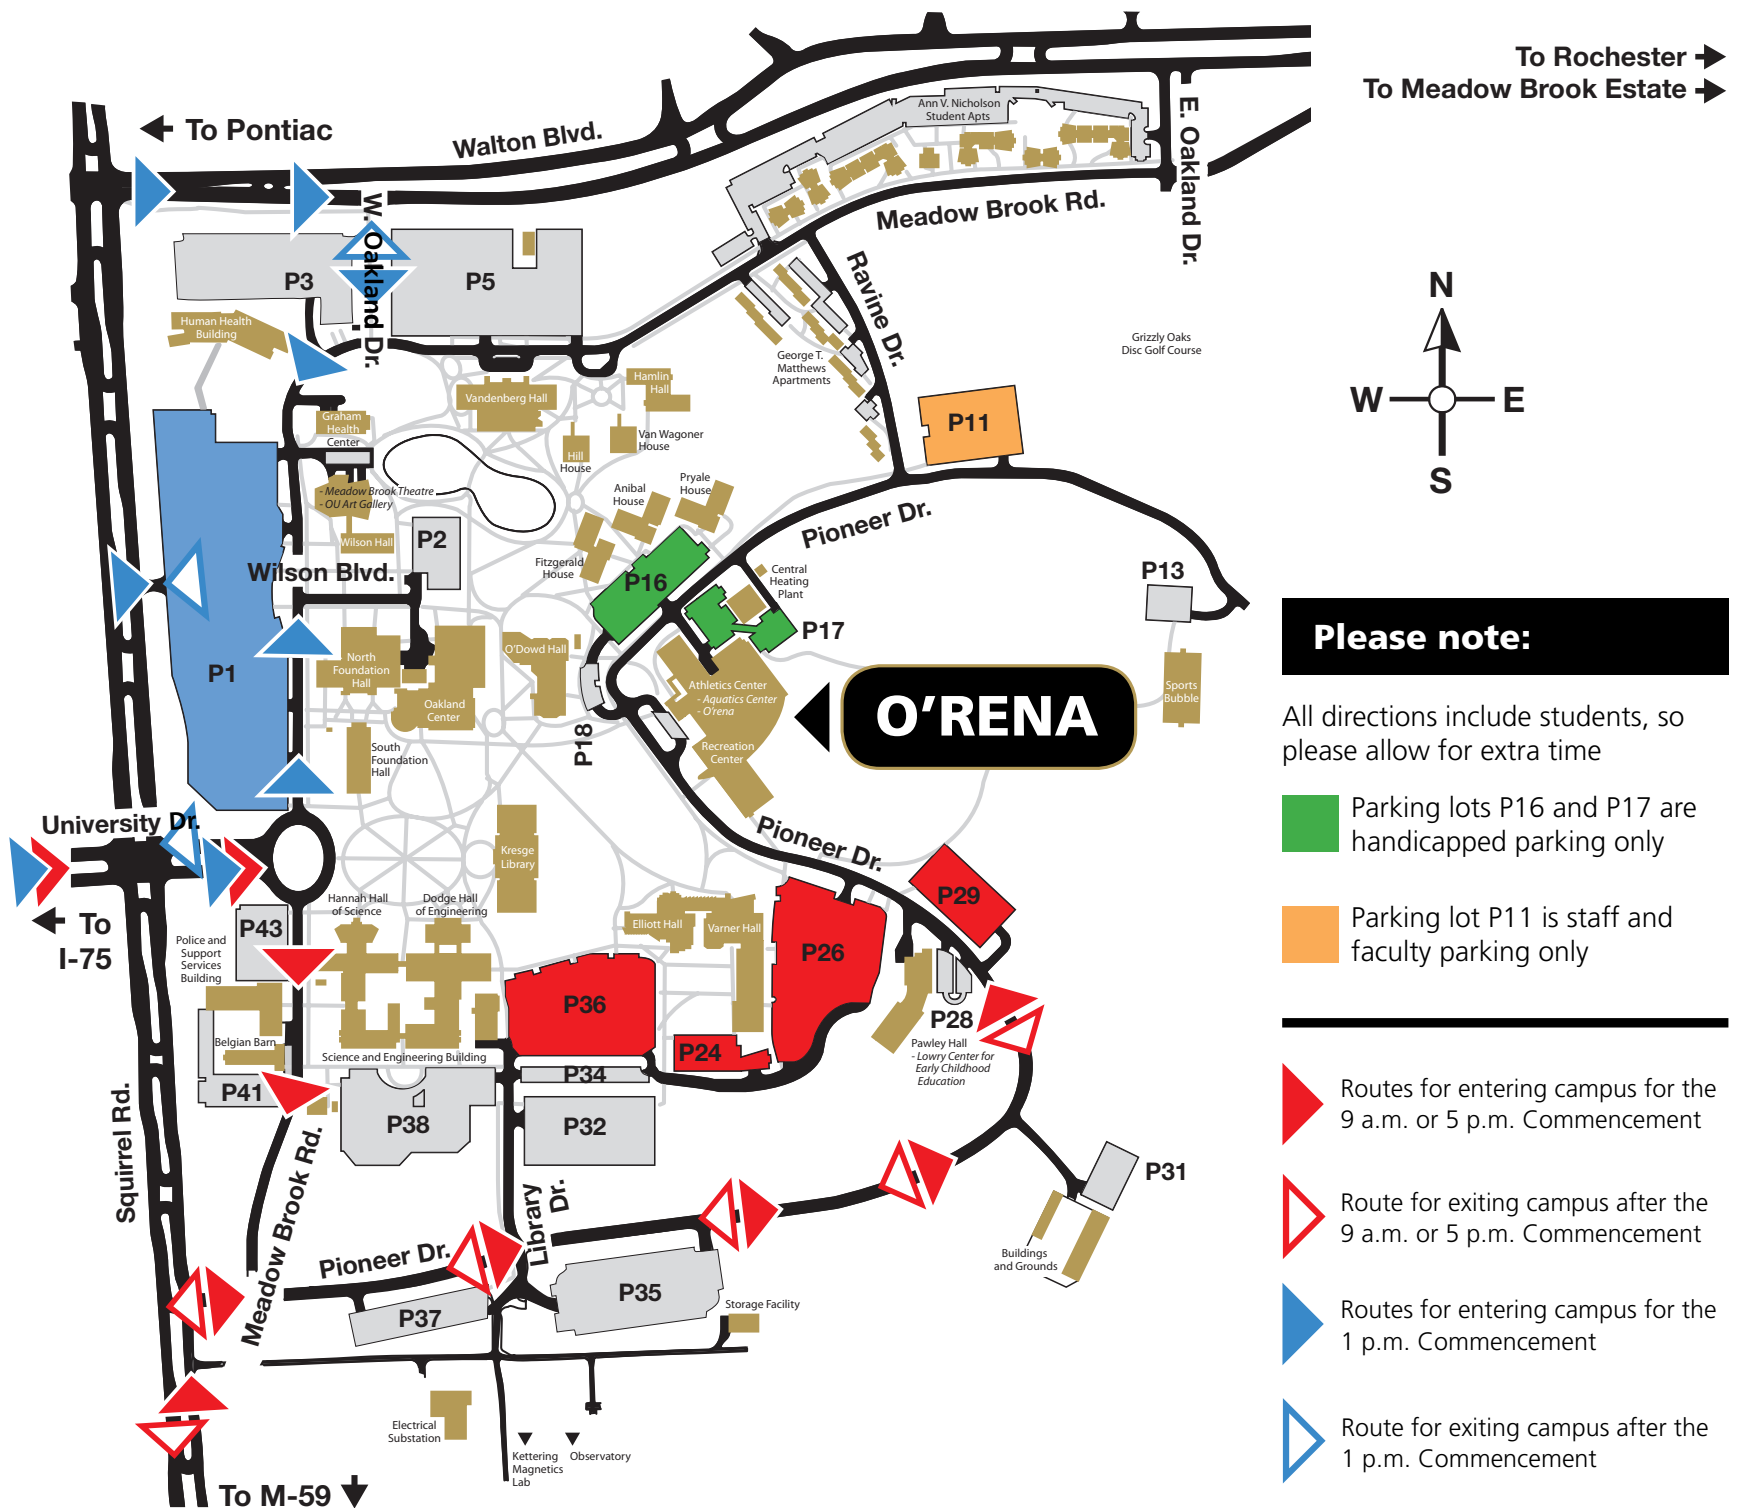 To Rochester
To Meadow Brook Estate
To Pontiac
Walton Blvd.
Ann V. Nicholson
Student Apts
E. Oakland Dr.
Meadow Brook Rd.
W. Oakland Dr.
P3
P5
Ravine Dr.
Human Health
Building
George T.
Matthews
Apartments
Grizzly Oaks
Disc Golf Course
N
W
E
S
Vandenberg Hall
Hamlin
Hall
Graham
Health
Center
Van Wagoner
House
Hill
House
P11
- Meadow Brook Theatre
- OU Art Gallery
Wilson Hall
P2
Anibal
House
Pryale
House
Pioneer Dr.
Fitzgerald
House
Wilson Blvd.
P16
Central
Heating
Plant
P13
P17
P1
North
Foundation
Hall
O'Dowd Hall
Oakland
Center
South
Foundation
Hall
P18
Athletics Center
- Aquatics Center
- O'rena
Recreation
Center
O'RENA
Sports
Bubble
Please note:
All directions include students, so
please allow for extra time
Parking lots P16 and P17 are
handicapped parking only
Parking lot P11 is staff and
faculty parking only
University Dr.
Pioneer Dr.
Kresge
Library
To
I-75
P43
Hannah Hall
of Science
Dodge Hall
of Engineering
Police and
Support
Services
Building
Elliott Hall
Varner Hall
P26
P29
P36
P28
Pawley Hall
- Lowry Center for
Early Childhood
Education
Belgian Barn
Science and Engineering Building
P24
P34
P41
P38
P32
P31
Squirrel Rd.
Meadow Brook Rd.
Library Dr.
Pioneer Dr.
Buildings
and Grounds
P35
P37
Storage Facility
Electrical
Substation
Kettering
Magnetics
Lab
Observatory
To M-59
Routes for entering campus for the
9 a.m. or 5 p.m. Commencement
Route for exiting campus after the
9 a.m. or 5 p.m. Commencement
Routes for entering campus for the
1 p.m. Commencement
Route for exiting campus after the
1 p.m. Commencement